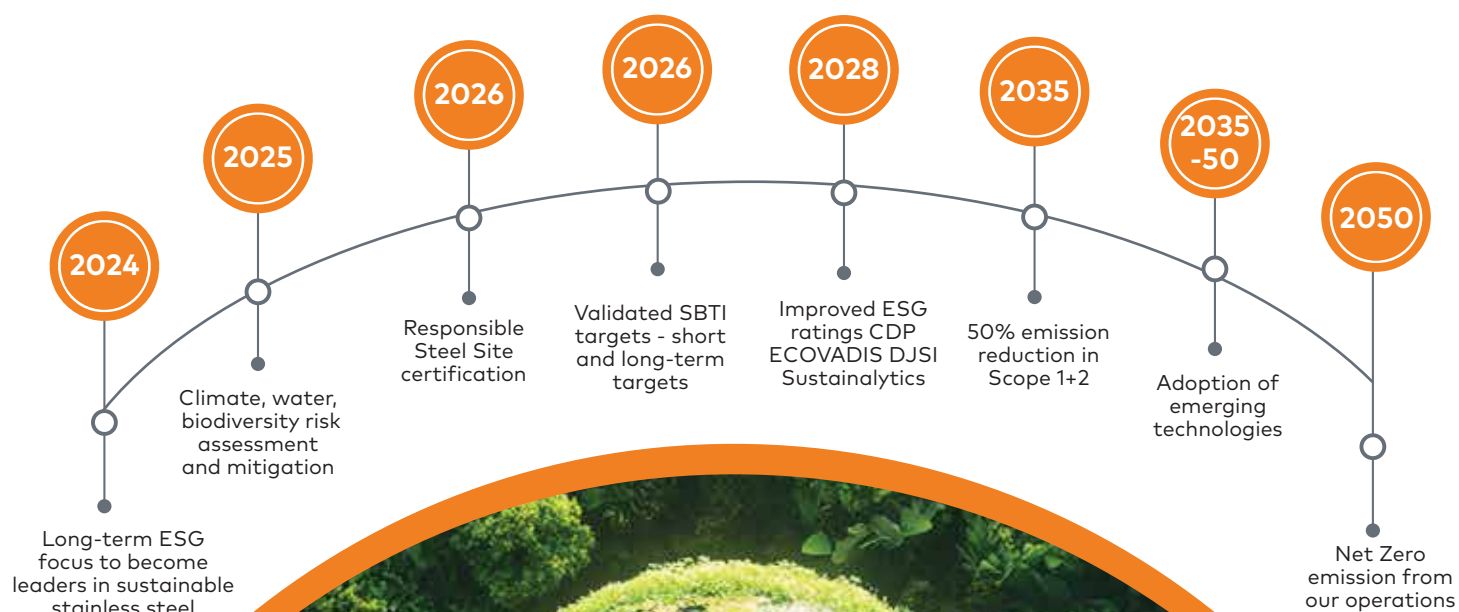 2024
Long-term ESG
focus to become
leaders in sustainable
stainless steel
2025
Climate, water,
biodiversity risk
assessment
and mitigation
2026
Responsible
Steel Site
certification
2026
Validated SBTI
targets - short
and long-term
targets
2028
Improved ESG
ratings CDP
ECOVADIS DJSI
Sustainalytics
2035
50% emission
reduction in
Scope 1+2
2035
-50
Adoption of
emerging
technologies
2050
Net Zero
emission from
our operations